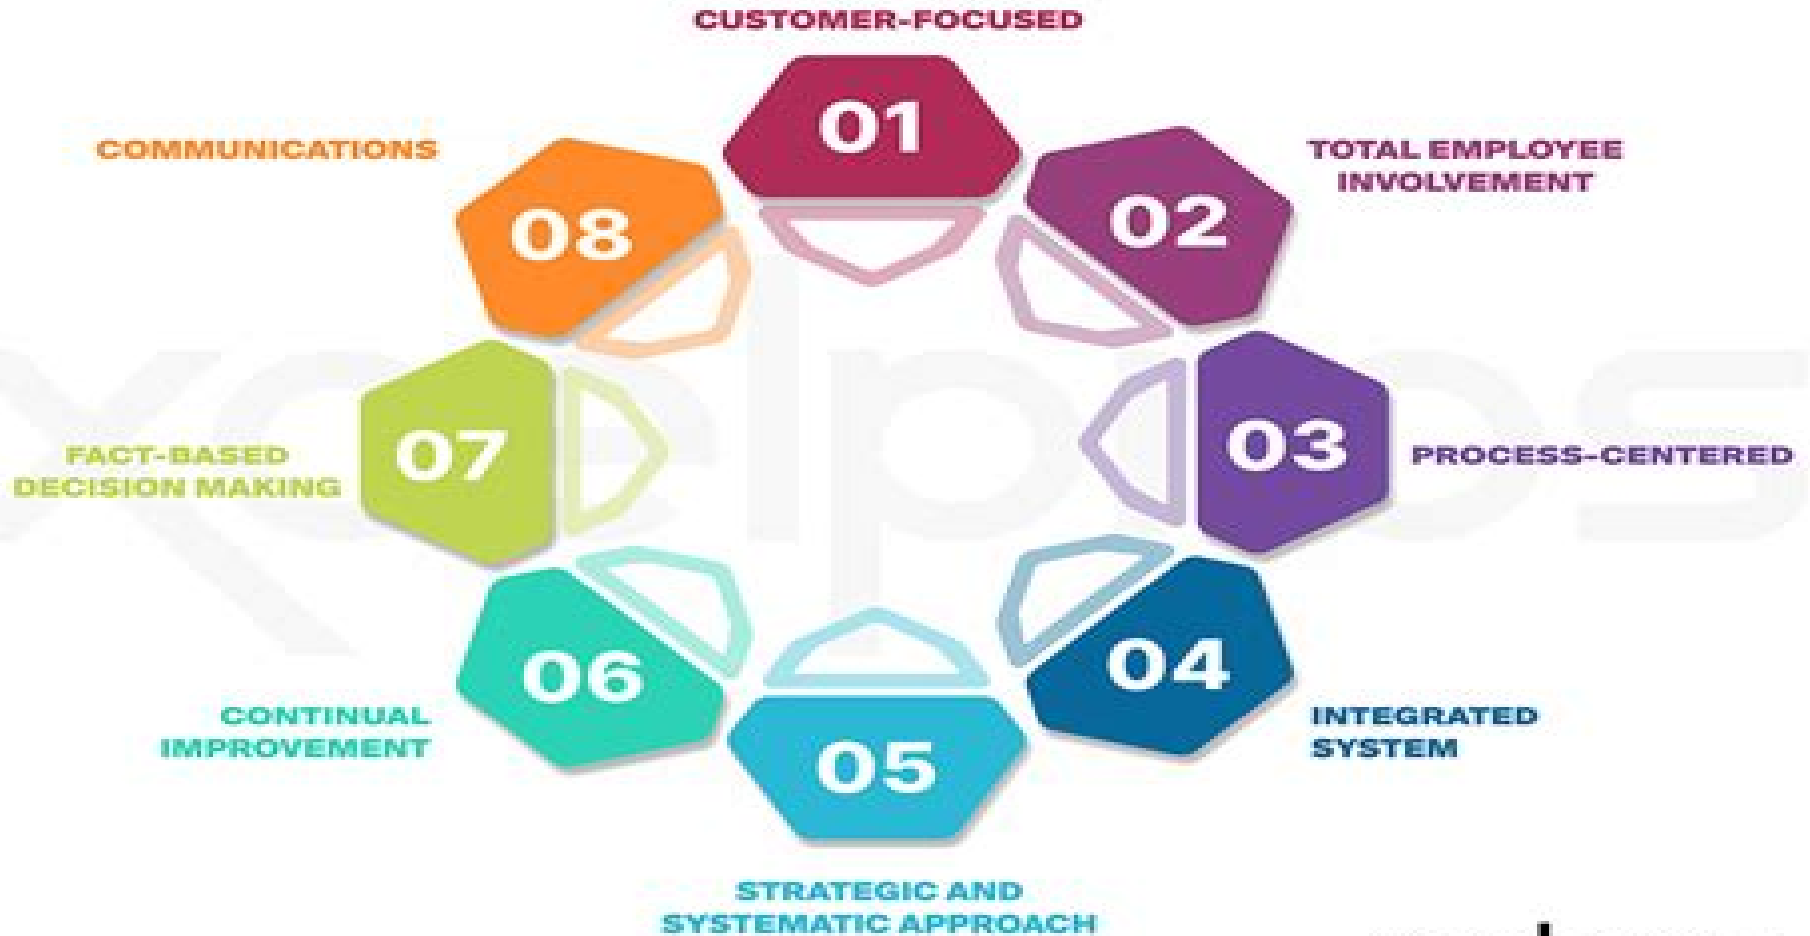 CUSTOMER-FOCUSED
01
TOTAL EMPLOYEE
INVOLVEMENT
02
03
PROCESS-CENTERED
04
INTEGRATED
SYSTEM
05
STRATEGIC AND
SYSTEMATIC APPROACH
06
CONTINUAL
IMPROVEMENT
07
FACT-BASED
DECISION MAKING
08
COMMUNICATIONS